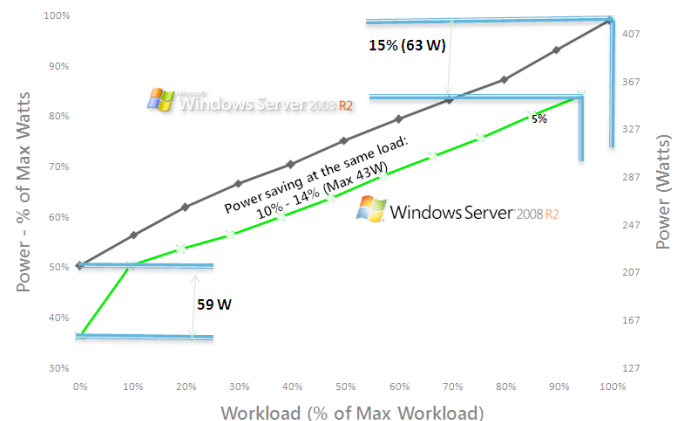 100%
90%
80%
70%
60%
50%
40%
30%
Power - % of Max Watts
407
367
327
287
247
207
167
127
Power (Watts)
15% (63 W)
Microsoft
Windows Server 2003 R2
5%
Power saving at the same load:
10% - 14% (Max 43W)
Windows Server 2008 R2
59 W
0% 10% 20% 30% 40% 50% 60% 70% 80% 90% 100%
Workload (% of Max Workload)